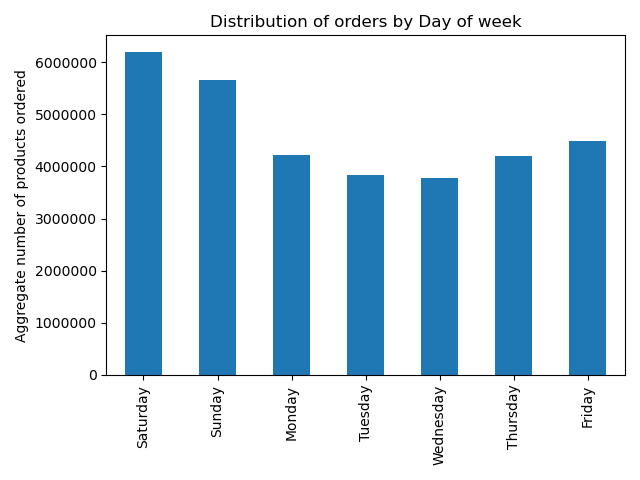 Distribution of orders by Day of week
Aggregate number of products ordered
6000000
5000000
4000000
3000000
2000000
1000000
0
Saturday
Sunday
Monday
Tuesday
Wednesday
Thursday
Friday